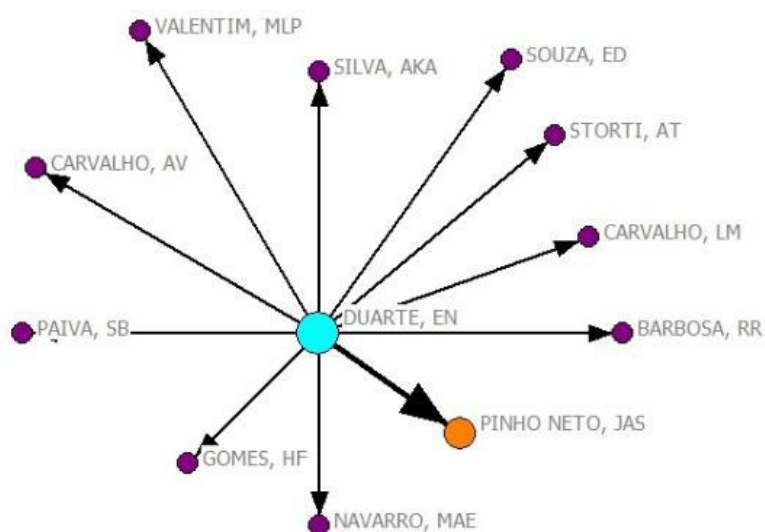 VALENTIM, MLP
SOUZA, ED
SILVA, AKA
STORTI, AT
CARVALHO, AV
CARVALHO, LM
DUARTE, EN
PAIVA, SB
BARBOSA, RR
PINHO NETO, JAS
GOMES, HF
NAVARRO, MAE